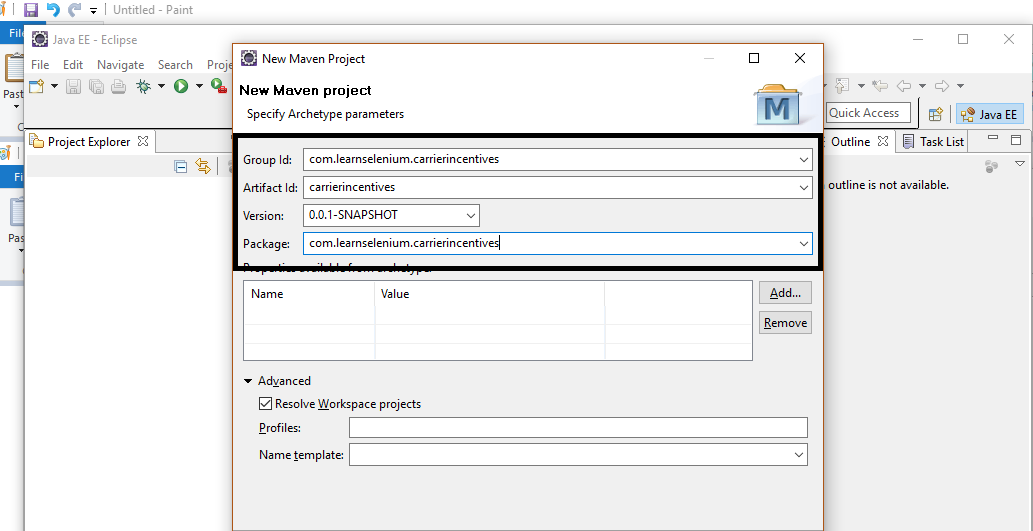 Untitled - Paint
File
Java EE - Eclipse
New Maven Project
File Edit Navigate Search Proje
New Maven project
Past
Specify Archetype parameters
M
Quick Access
Java EE
Project Explorer
Outline
Task List
Group Id: com.learnselenium.carrierincentives
Fi
Artifact Id: carrierincentives
outline is not available.
Version: 0.0.1-SNAPSHOT
Pas
Package: com.learnselenium.carrierincentives
Properties available from archetype:
Name Value
Add...
Remove
Advanced
Resolve Workspace projects
Profiles:
Name template: